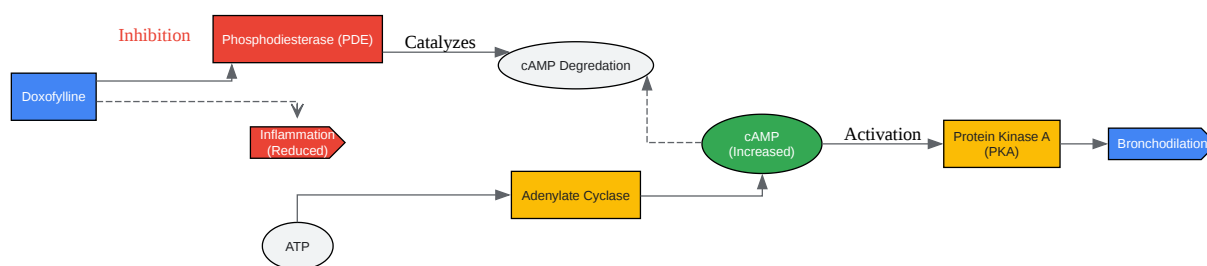 Inhibition
Phosphodiesterase (PDE)
Catalyzes
cAMP Degredation
Doxofylline
Inflammation
(Reduced)
cAMP
(Increased)
Activation
Protein Kinase A
(PKA)
Bronchodilation
Adenylate Cyclase
ATP